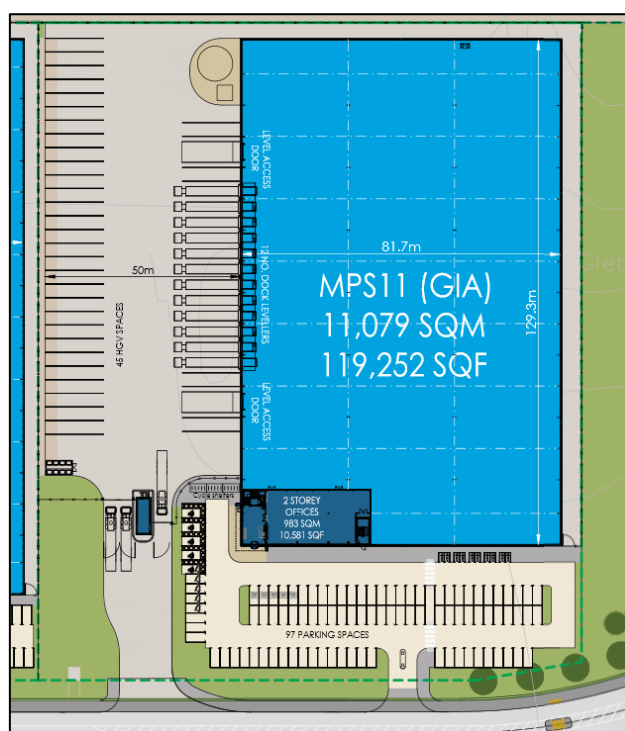 LEVEL ACCESS
DOOR
50m
12 NO. DOCK LEVELLERS
45 HGV SPACES
81.7m
MPS11 (GIA)
11,079 SQM
119,252 SQF
129.3m
LEVEL ACCESS
DOOR
Cycle shelters
2 STOREY
OFFICES
983 SQM
10,581 SQF
97 PARKING SPACES